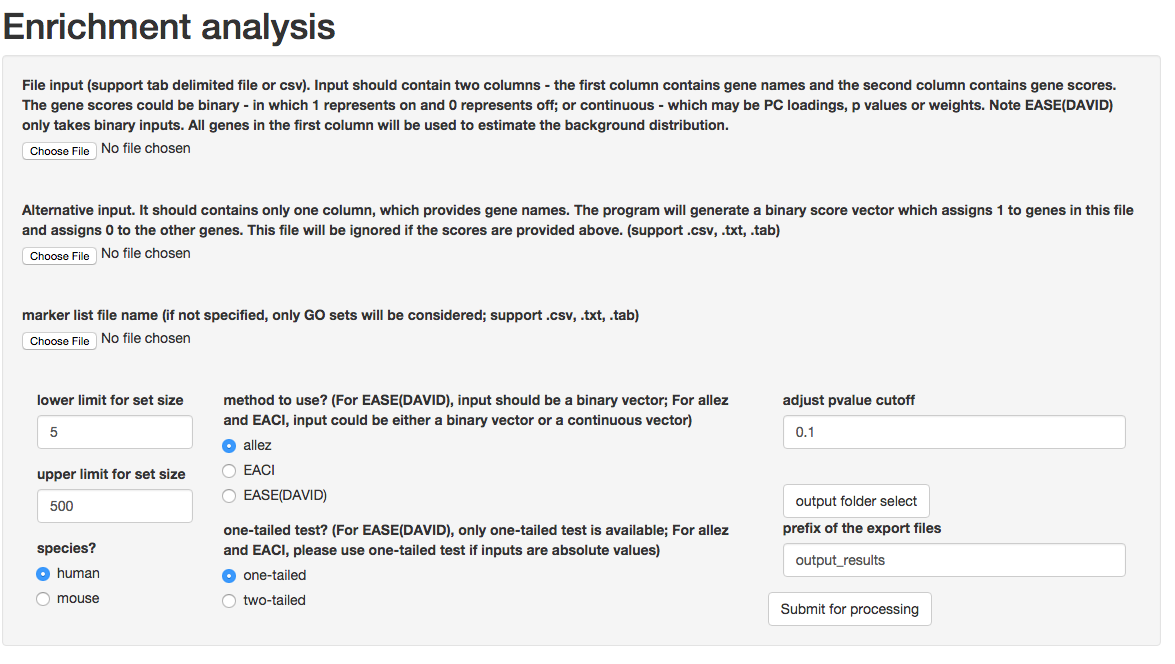 Enrichment analysis
File input (support tab delimited file or csv). Input should contain two columns - the first column contains gene names and the second column contains gene scores.
The gene scores could be binary - in which 1 represents on and 0 represents off; or continuous - which may be PC loadings, p values or weights. Note EASE(DAVID)
only takes binary inputs. All genes in the first column will be used to estimate the background distribution.
Choose File No file chosen
Alternative input. It should contains only one column, which provides gene names. The program will generate a binary score vector which assigns 1 to genes in this file
and assigns 0 to the other genes. This file will be ignored if the scores are provided above. (support .csv, .txt, .tab)
Choose File No file chosen
marker list file name (if not specified, only GO sets will be considered; support .csv, .txt, .tab)
Choose File No file chosen
lower limit for set size
5
upper limit for set size
500
species?
human
mouse
method to use? (For EASE(DAVID), input should be a binary vector; For allez
and EACI, input could be either a binary vector or a continuous vector)
allez
EACI
EASE(DAVID)
one-tailed test? (For EASE(DAVID), only one-tailed test is available; For allez
and EACI, please use one-tailed test if inputs are absolute values)
one-tailed
two-tailed
adjust pvalue cutoff
0.1
output folder select
prefix of the export files
output_results
Submit for processing